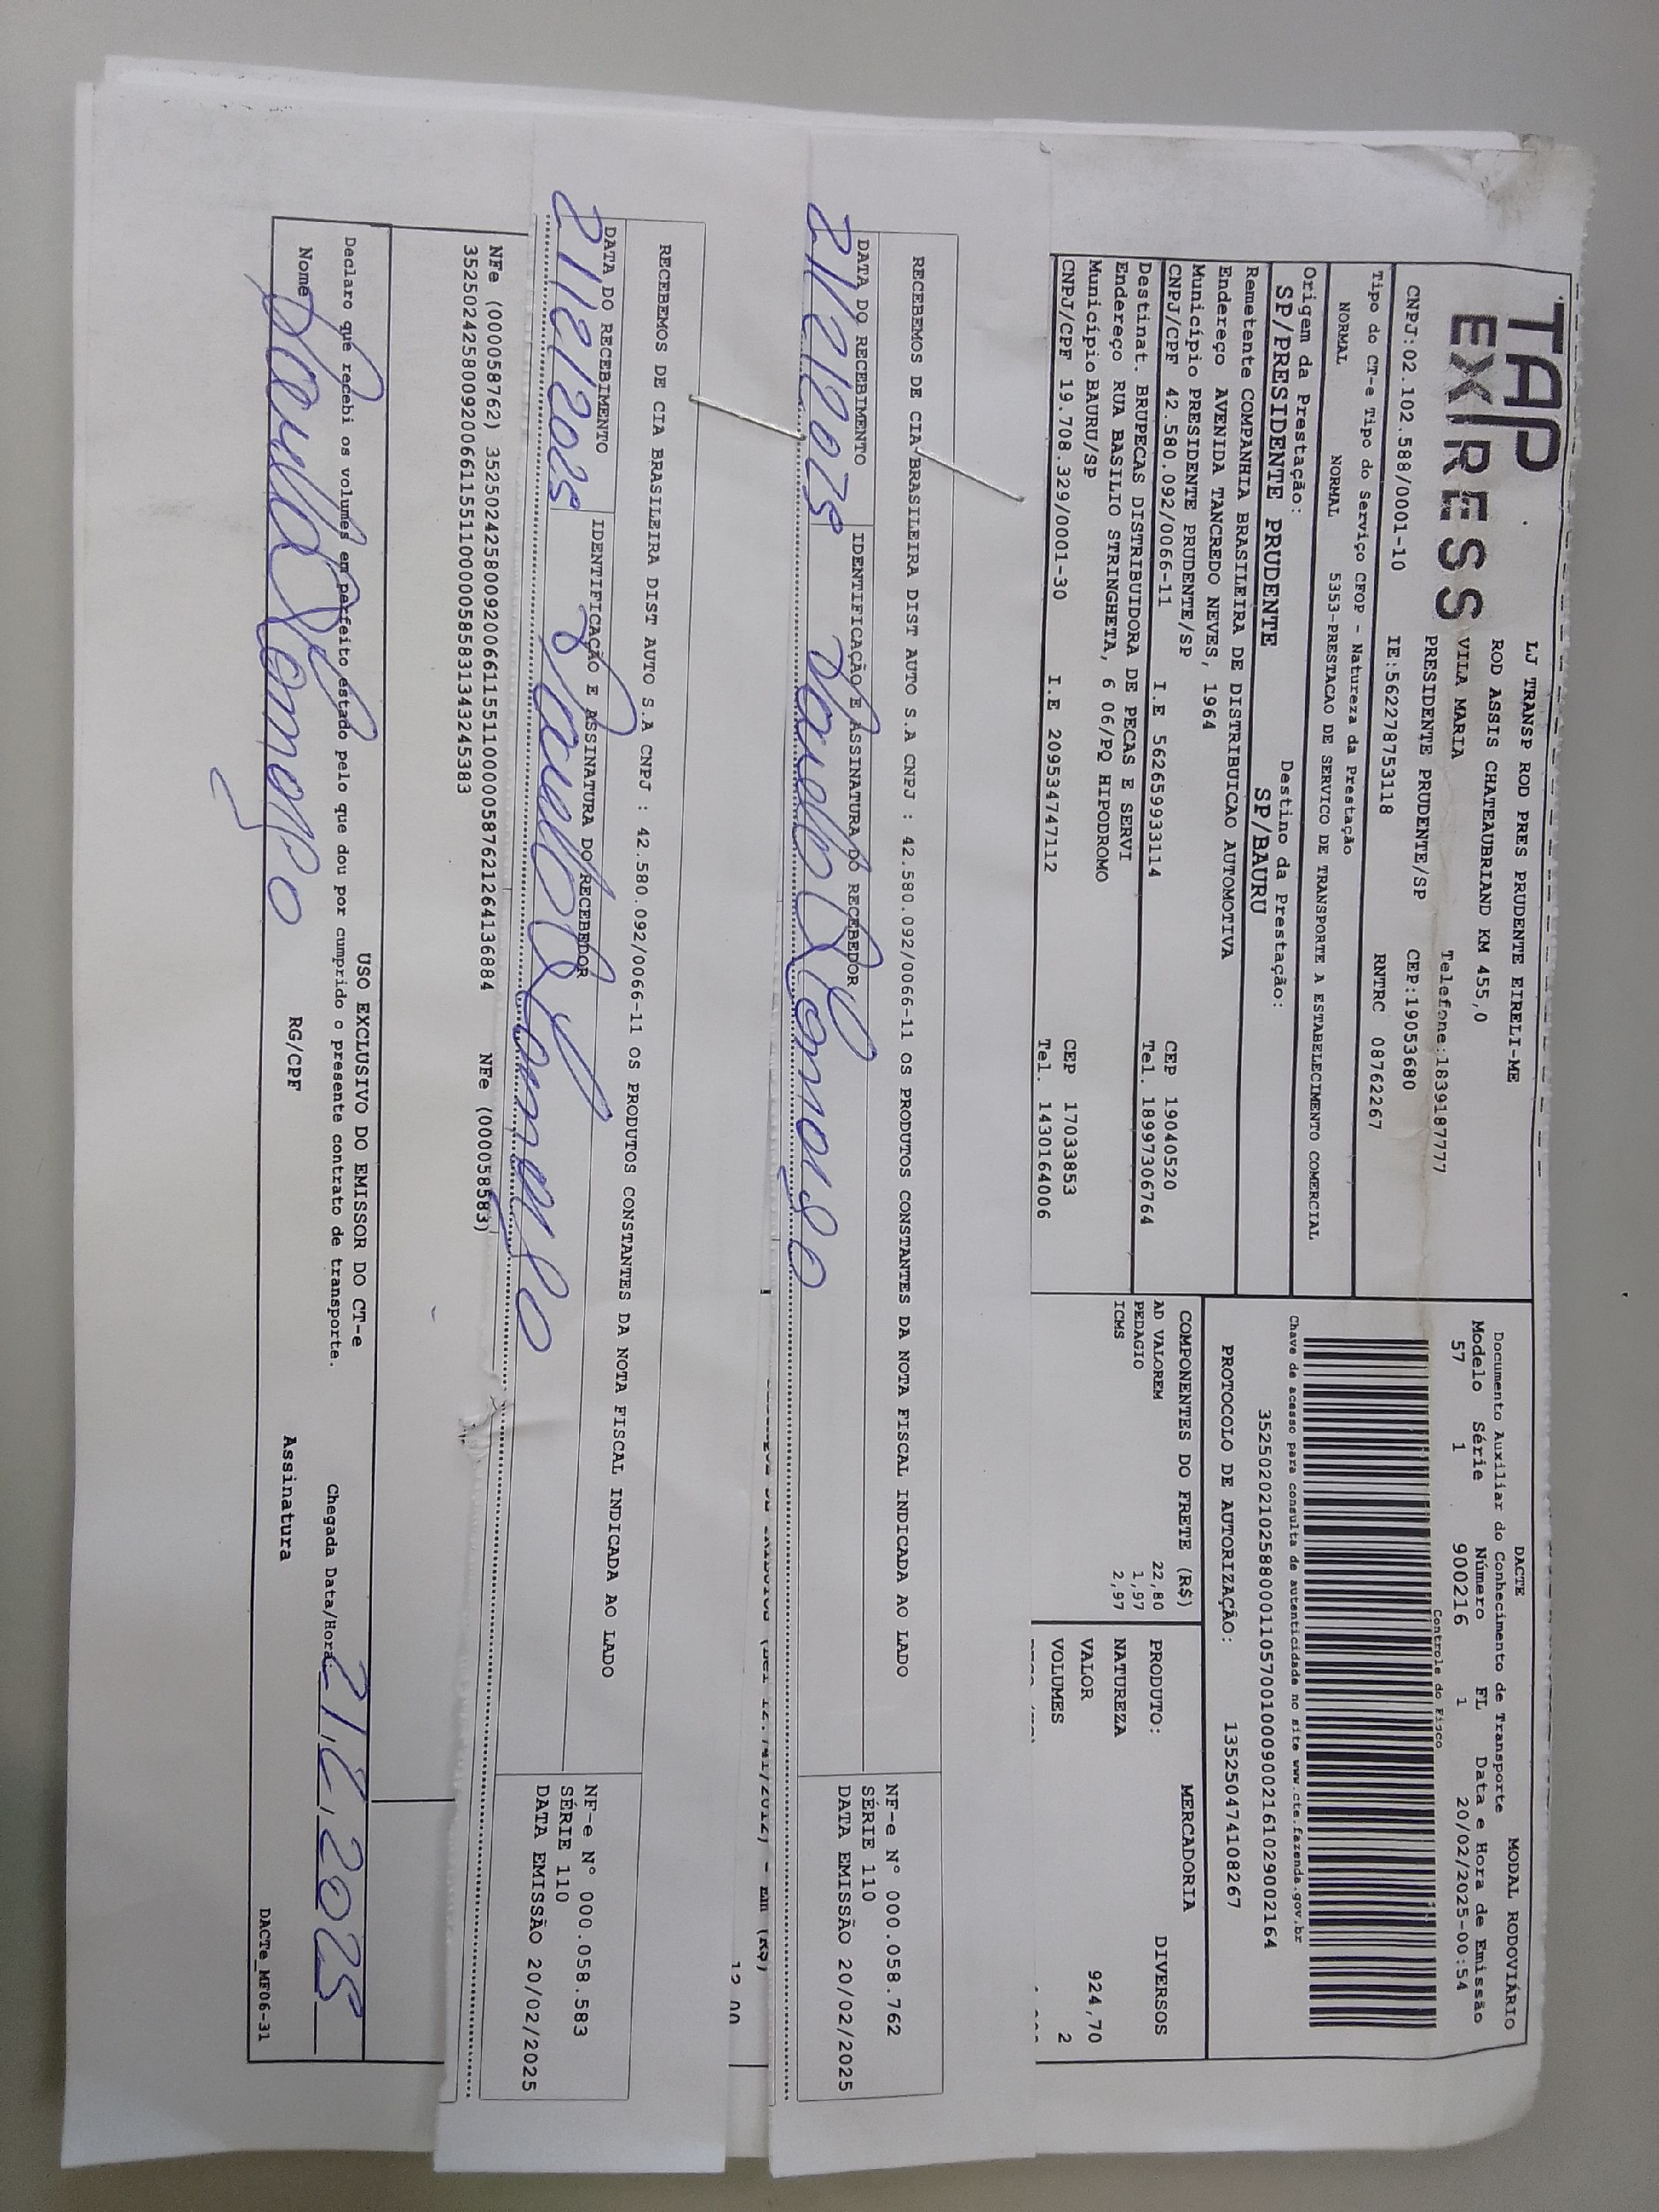 TAP
EXPRESS
LJ TRANSP ROD PRES PRUDENTE EIRELI-ME
ROD ASSIS CHATEAUBRIAND KM 455,0
VILA MARIA
Telefone:1839187777
PRESIDENTE PRUDENTE/SP CEP:19053680
CNPJ:02.102.588/0001-10 IE:562278753118 RNTRC 08762267
DACTE MODAL RODOVIÁRIO
Documento Auxiliar do Conhecimento de Transporte
Modelo Série Número FL Data e Hora de Emissão
57 1 900216 1 20/02/2025-00:54
Controle do Fisco
Tipo do CT-e Tipo do Serviço CFOP - Natureza da Prestação
NORMAL NORMAL 5353-PRESTACAO DE SERVICO DE TRANSPORTE A ESTABELECIMENTO COMERCIAL
Chave de acesso para consulta de autenticidade no site www.cte.fazenda.gov.br
35250202102588000110570010009002161029002164
Origem da Prestação: Destino da Prestação:
SP/PRESIDENTE PRUDENTE SP/BAURU
PROTOCOLO DE AUTORIZAÇÃO: 135250474108267
Remetente COMPANHIA BRASILEIRA DE DISTRIBUICAO AUTOMOTIVA
Endereço AVENIDA TANCREDO NEVES, 1964
Município PRESIDENTE PRUDENTE/SP CEP 19040520
CNPJ/CPF 42.580.092/0066-11 I.E 562659933114 Tel. 18997306764
Destinat. BRUPECAS DISTRIBUIDORA DE PECAS E SERVI
Endereço RUA BASILIO STRINGHETA, 6 06/PQ HIPODROMO
Município BAURU/SP CEP 17033853
CNPJ/CPF 19.708.329/0001-30 I.E 209534747112 Tel. 1430164006
COMPONENTES DO FRETE (R$)
AD VALOREM 22,80
PEDAGIO 1,97
ICMS 2,97
MERCADORIA
PRODUTO: DIVERSOS
NATUREZA
VALOR 924,70
VOLUMES 2
RECEBEMOS DE CIA BRASILEIRA DIST AUTO S.A CNPJ : 42.580.092/0066-11 OS PRODUTOS CONSTANTES DA NOTA FISCAL INDICADA AO LADO
DATA DO RECEBIMENTO IDENTIFICAÇÃO E ASSINATURA DO RECEBEDOR
21/2/2025
NF-e N° 000.058.762
SÉRIE 110
DATA EMISSÃO 20/02/2025
RECEBEMOS DE CIA BRASILEIRA DIST AUTO S.A CNPJ : 42.580.092/0066-11 OS PRODUTOS CONSTANTES DA NOTA FISCAL INDICADA AO LADO
DATA DO RECEBIMENTO IDENTIFICAÇÃO E ASSINATURA DO RECEBEDOR
21/2/2025
NF-e N° 000.058.583
SÉRIE 110
DATA EMISSÃO 20/02/2025
NFe (000058762) 35250242580092006611551100000587621264136884 NFe (000058583)
35250242580092006611551100000585831343245383
USO EXCLUSIVO DO EMISSOR DO CT-e
Declaro que recebi os volumes em perfeito estado pelo que dou por cumprido o presente contrato de transporte. Chegada Data/Hora: 21/2/2025
Nome RG/CPF Assinatura
DACTe_MF06-31